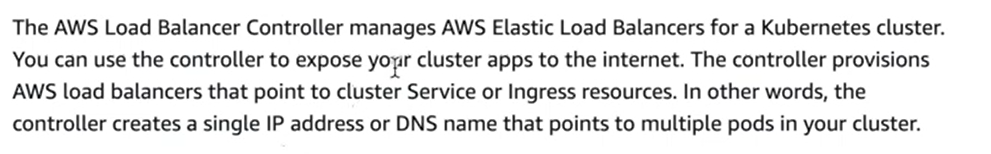 The AWS Load Balancer Controller manages AWS Elastic Load Balancers for a Kubernetes cluster.
You can use the controller to expose your cluster apps to the internet. The controller provisions
AWS load balancers that point to cluster Service or Ingress resources. In other words, the
controller creates a single IP address or DNS name that points to multiple pods in your cluster.